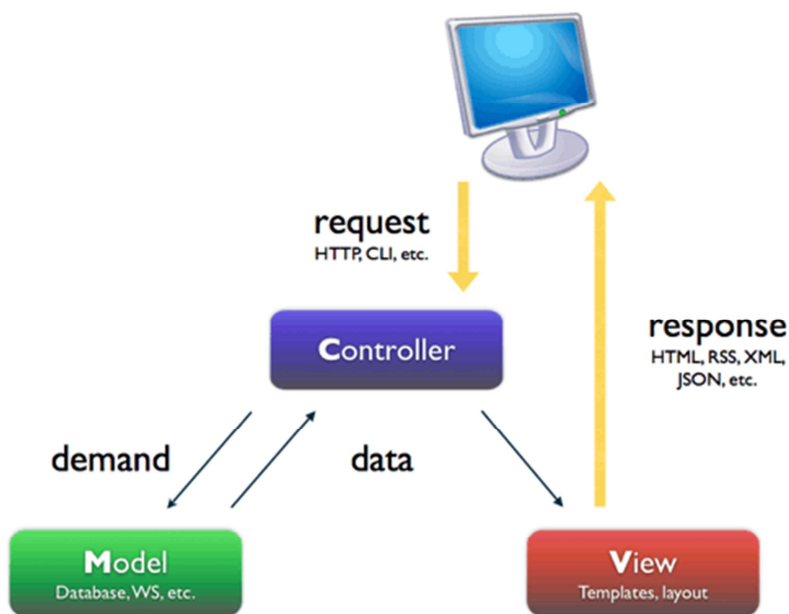 request
HTTP, CLI, etc.
Controller
response
HTML, RSS, XML,
JSON, etc.
demand
data
Model
Database, WS, etc.
View
Templates, layout